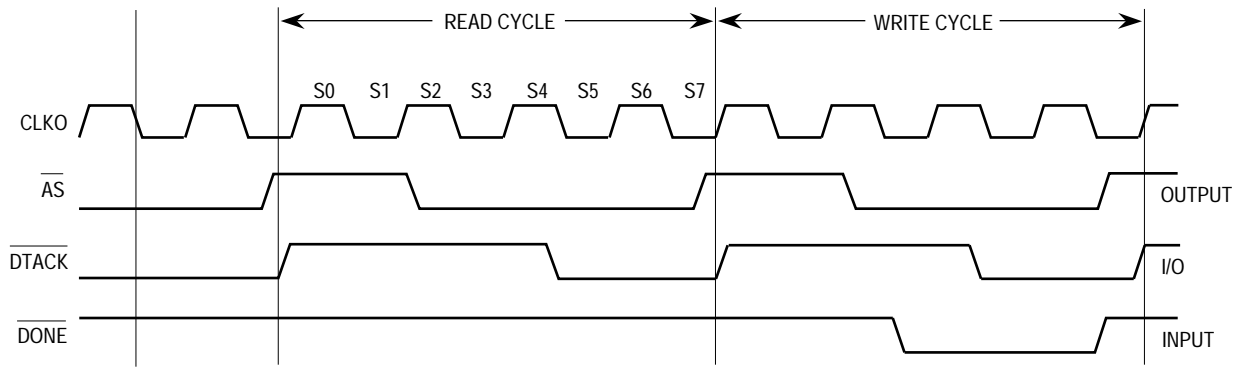 READ CYCLE WRITE CYCLE
S0 S1 S2 S3 S4 S5 S6 S7
CLKO
AS OUTPUT
DTACK I/O
DONE INPUT